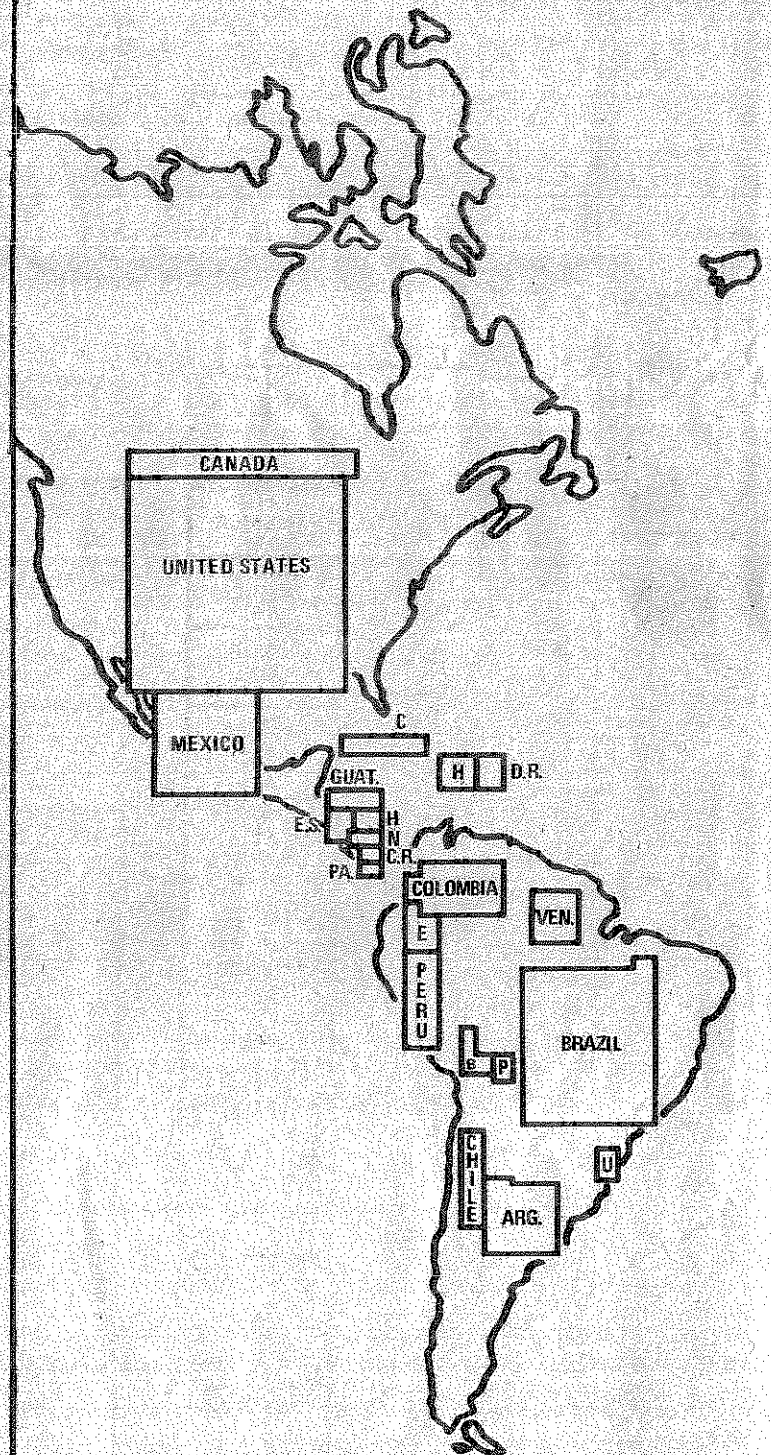 CANADA
UNITED STATES
MEXICO
C
H
D.R.
GUAT.
E.S.
H
N
C.R.
PA.
COLOMBIA
VEN.
E
PERU
BRAZIL
B
P
CHILE
U
ARG.